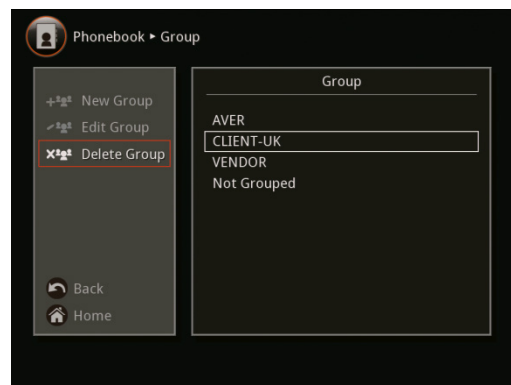 Phonebook ▸ Group
New Group
Edit Group
Delete Group
Back
Home
Group
AVER
CLIENT-UK
VENDOR
Not Grouped